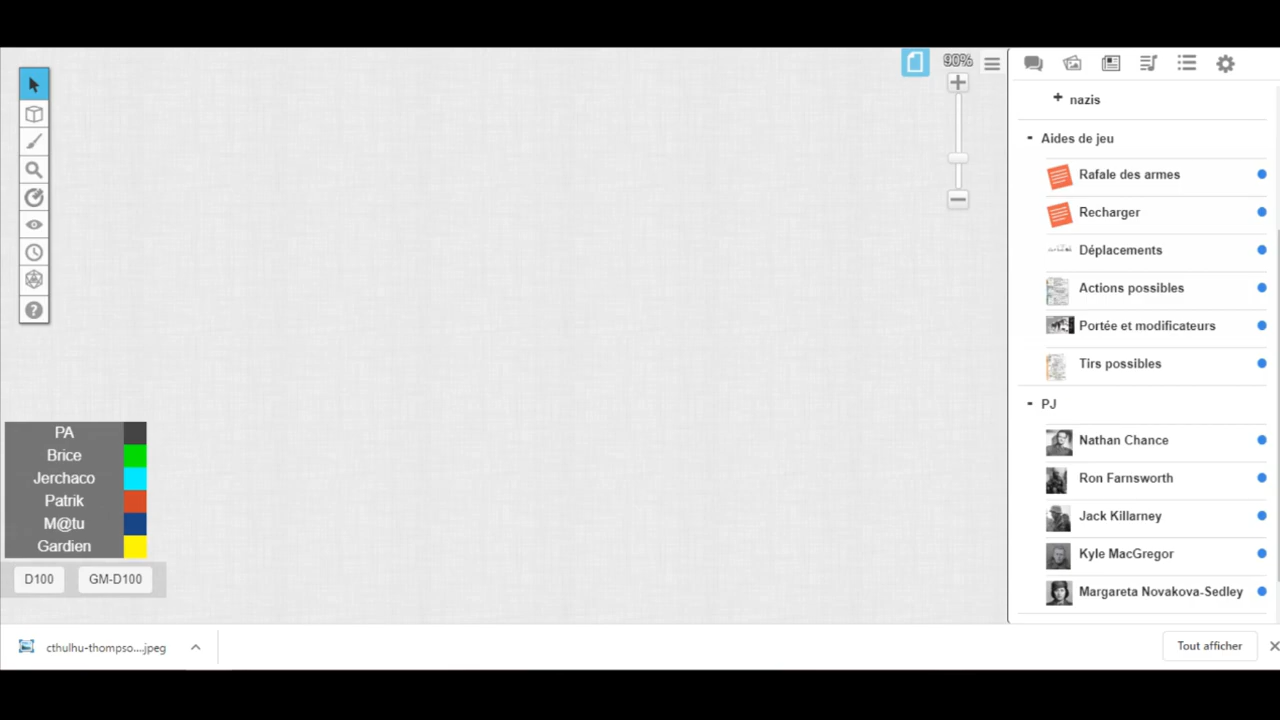 90%
nazis
Aides de jeu
Rafale des armes
Recharger
Déplacements
Actions possibles
Portée et modificateurs
Tirs possibles
PJ
Nathan Chance
Ron Farnsworth
Jack Killarney
Kyle MacGregor
Margareta Novakova-Sedley
PA
Brice
Jerchaco
Patrik
M@tu
Gardien
D100 GM-D100
cthulhu-thompso....jpeg
Tout afficher